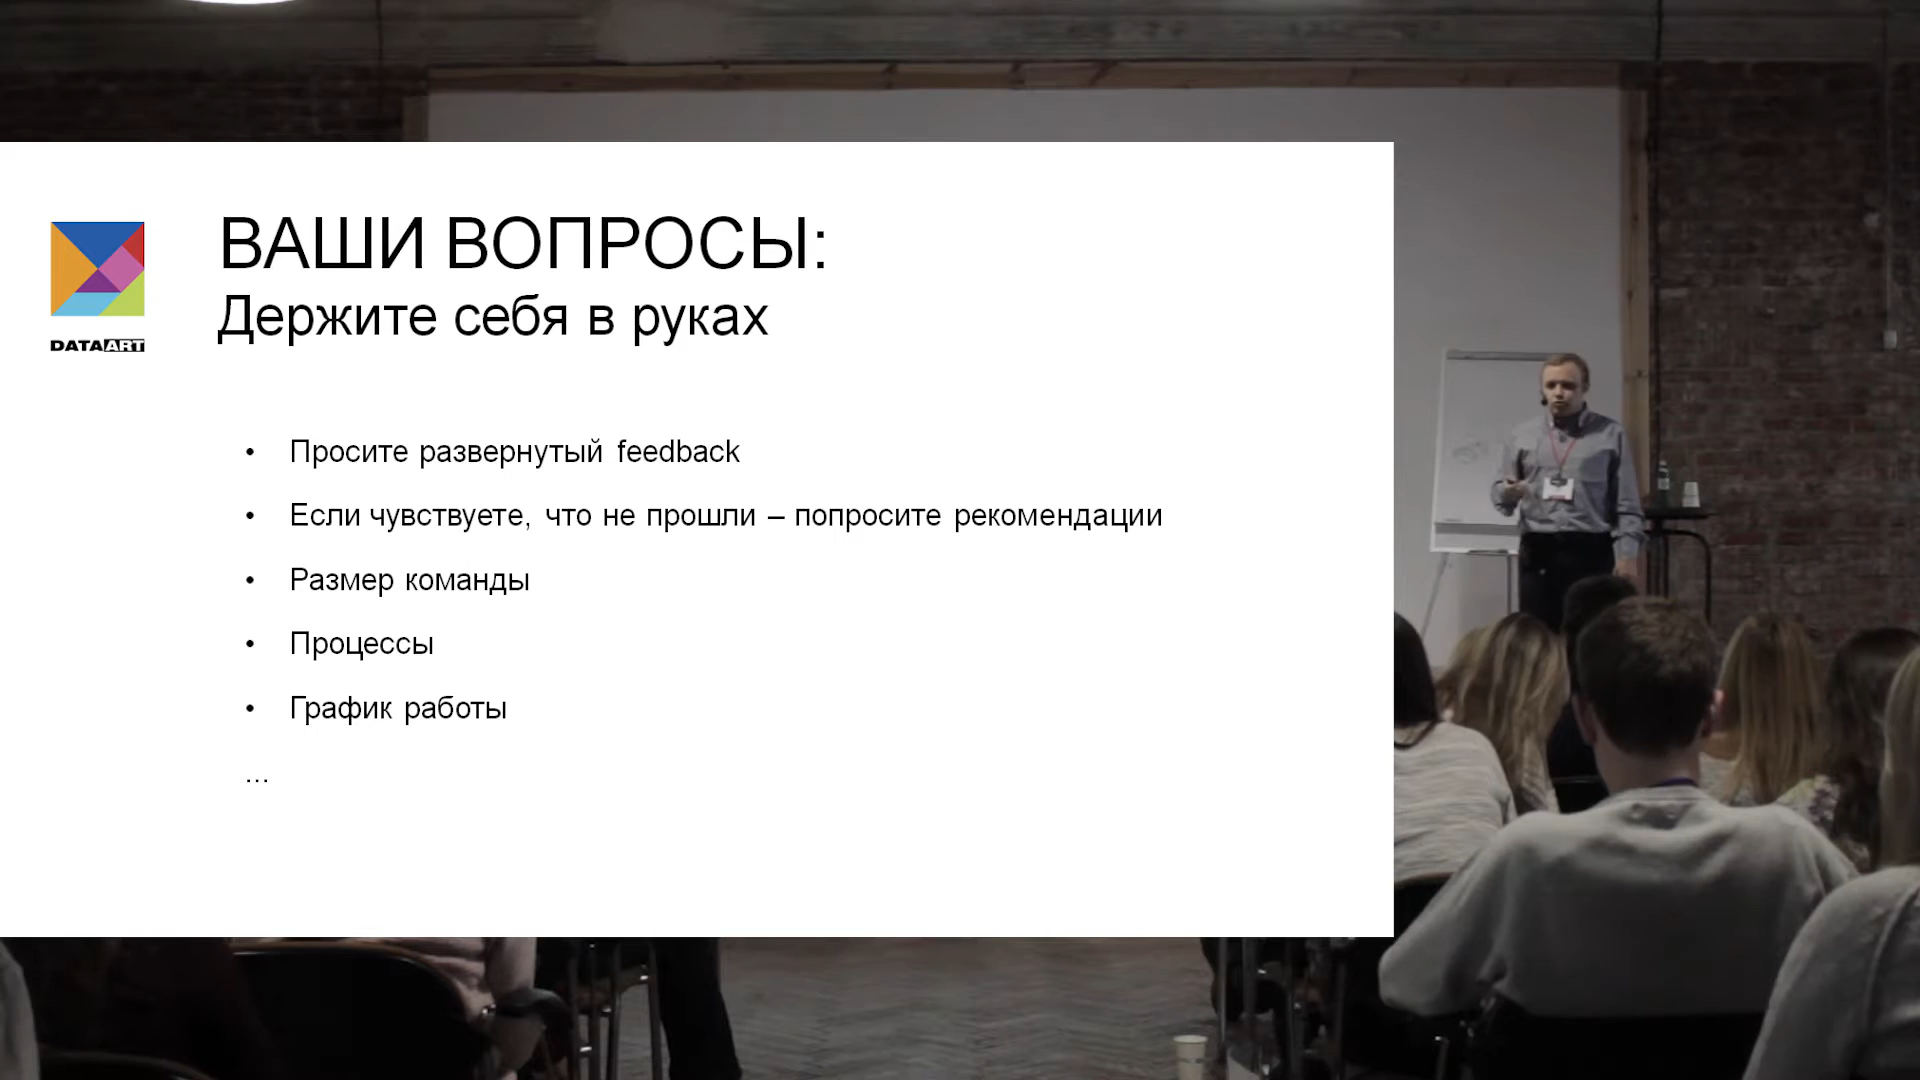 ВАШИ ВОПРОСЫ:
Держите себя в руках
DATAART
• Просите развернутый feedback
• Если чувствуете, что не прошли – попросите рекомендации
• Размер команды
• Процессы
• График работы
...